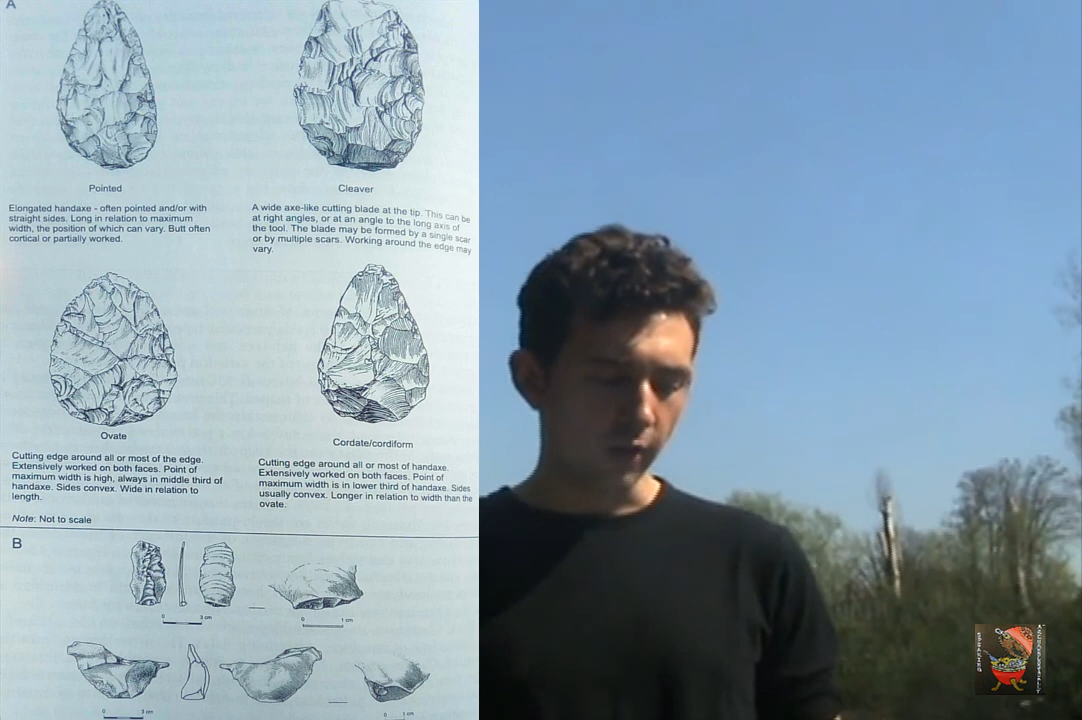 A
Pointed
Cleaver
Elongated handaxe - often pointed and/or with
straight sides. Long in relation to maximum
width, the position of which can vary. Butt often
cortical or partially worked.
A wide axe-like cutting blade at the tip. This can be
at right angles, or at an angle to the long axis of
the tool. The blade may be formed by a single scar
or by multiple scars. Working around the edge may
vary.
Ovate
Cordate/cordiform
Cutting edge around all or most of the edge.
Extensively worked on both faces. Point of
maximum width is high, always in middle third of
handaxe. Sides convex. Wide in relation to
length.
Cutting edge around all or most of handaxe.
Extensively worked on both faces. Point of
maximum width is in lower third of handaxe. Sides
usually convex. Longer in relation to width than the
ovate.
Note: Not to scale
B
0 3 cm
0 1 cm
0 3 cm
0 1 cm